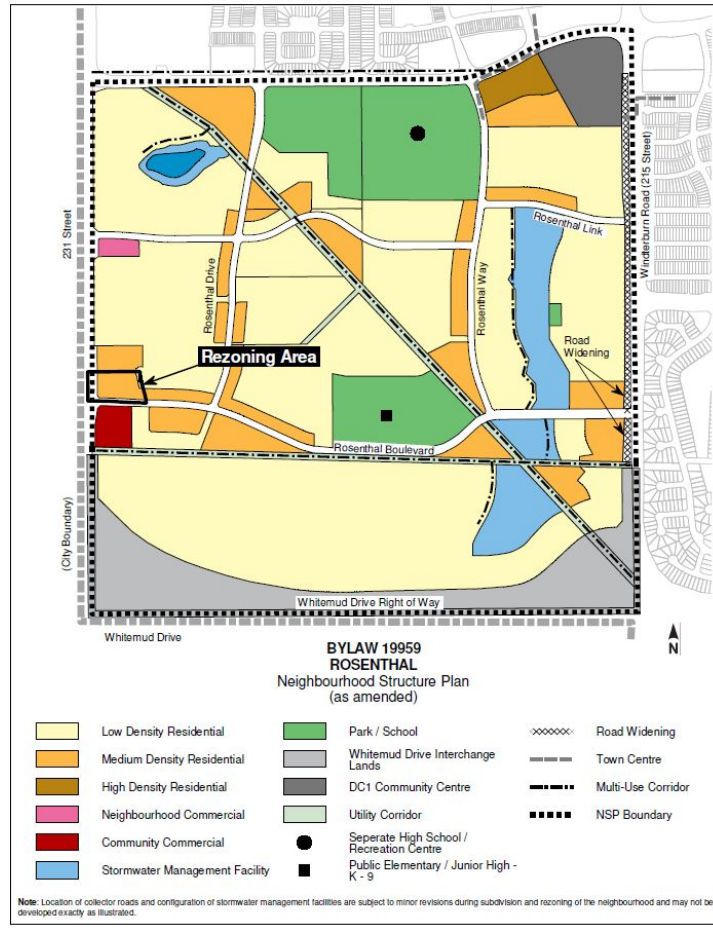 231 Street
(City Boundary)
Rosenthal Drive
Rosenthal Way
Rosenthal Link
Winterburn Road (215 Street)
Road
Widening
Rezoning Area
Rosenthal Boulevard
Whitemud Drive Right of Way
Whitemud Drive
N
BYLAW 19959
ROSENTHAL
Neighbourhood Structure Plan
(as amended)
Low Density Residential
Medium Density Residential
High Density Residential
Neighbourhood Commercial
Community Commercial
Stormwater Management Facility
Park / School
Whitemud Drive Interchange
Lands
DC1 Community Centre
Utility Corridor
Seperate High School /
Recreation Centre
Public Elementary / Junior High -
K - 9
Road Widening
Town Centre
Multi-Use Corridor
NSP Boundary
Note: Location of collector roads and configuration of stormwater management facilities are subject to minor revisions during subdivision and rezoning of the neighbourhood and may not be
developed exactly as illustrated.